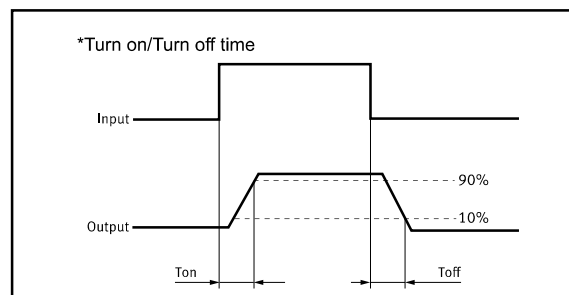 *Turn on/Turn off time
Input
90%
10%
Output
Ton
Toff